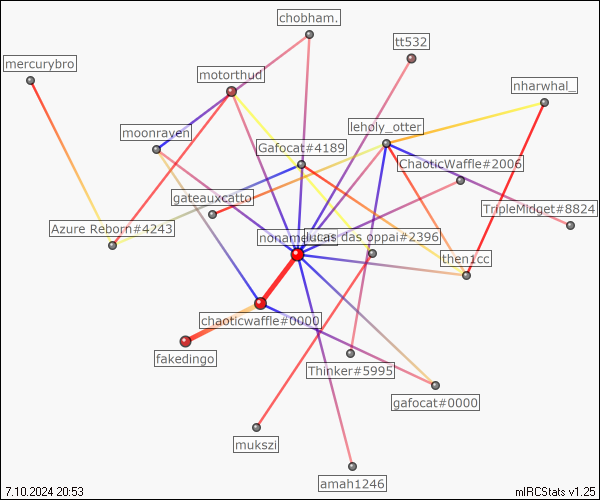 chobham.
tt532
mercurybro
motorthud
nharwhal_
moonraven
leholy_otter
Gafocat#4189
ChaoticWaffle#2006
gateauxcatto
TripleMidget#8824
Azure Reborn#4243
lucas das oppai#2396
then1cc
chaoticwaffle#0000
fakedingo
Thinker#5995
gafocat#0000
mukszi
amah1246
7.10.2024 20:53
mIRCStats v1.25